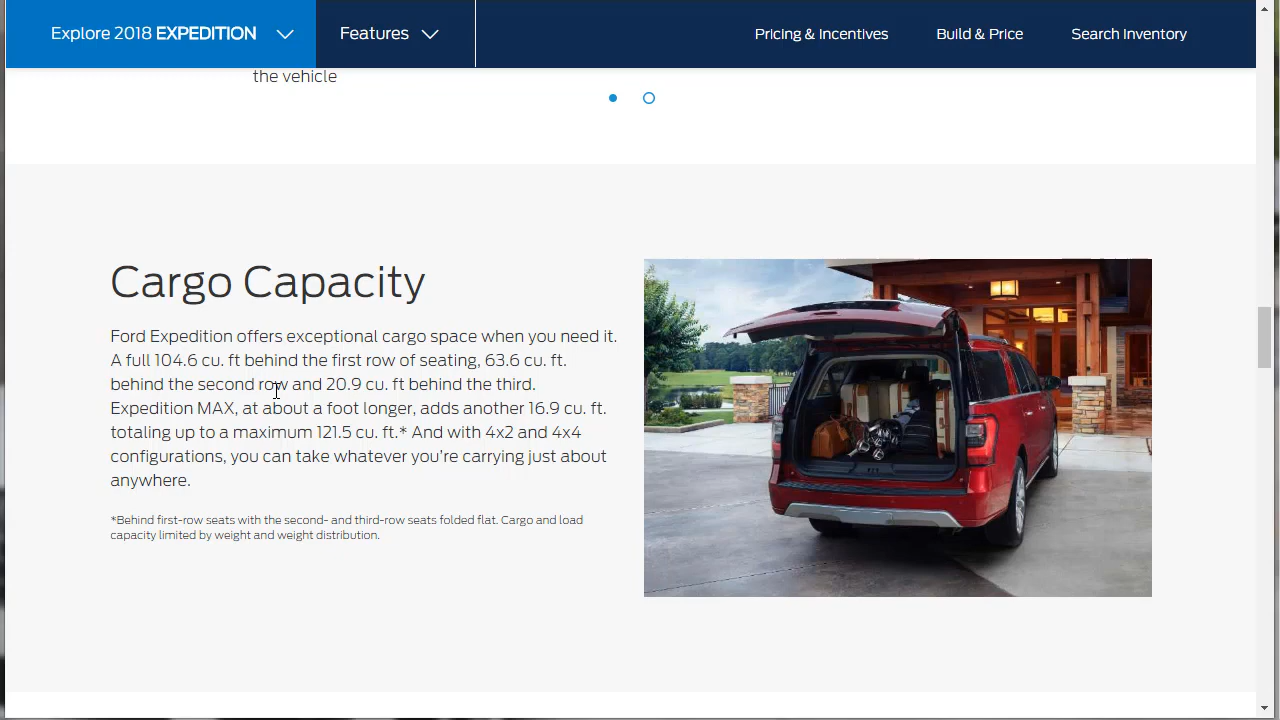 Explore 2018 EXPEDITION
Features
Pricing & Incentives
Build & Price
Search Inventory
the vehicle
Cargo Capacity
Ford Expedition offers exceptional cargo space when you need it.
A full 104.6 cu. ft behind the first row of seating, 63.6 cu. ft.
behind the second row and 20.9 cu. ft behind the third.
Expedition MAX, at about a foot longer, adds another 16.9 cu. ft.
totaling up to a maximum 121.5 cu. ft.* And with 4x2 and 4x4
configurations, you can take whatever you’re carrying just about
anywhere.
*Behind first-row seats with the second- and third-row seats folded flat. Cargo and load
capacity limited by weight and weight distribution.